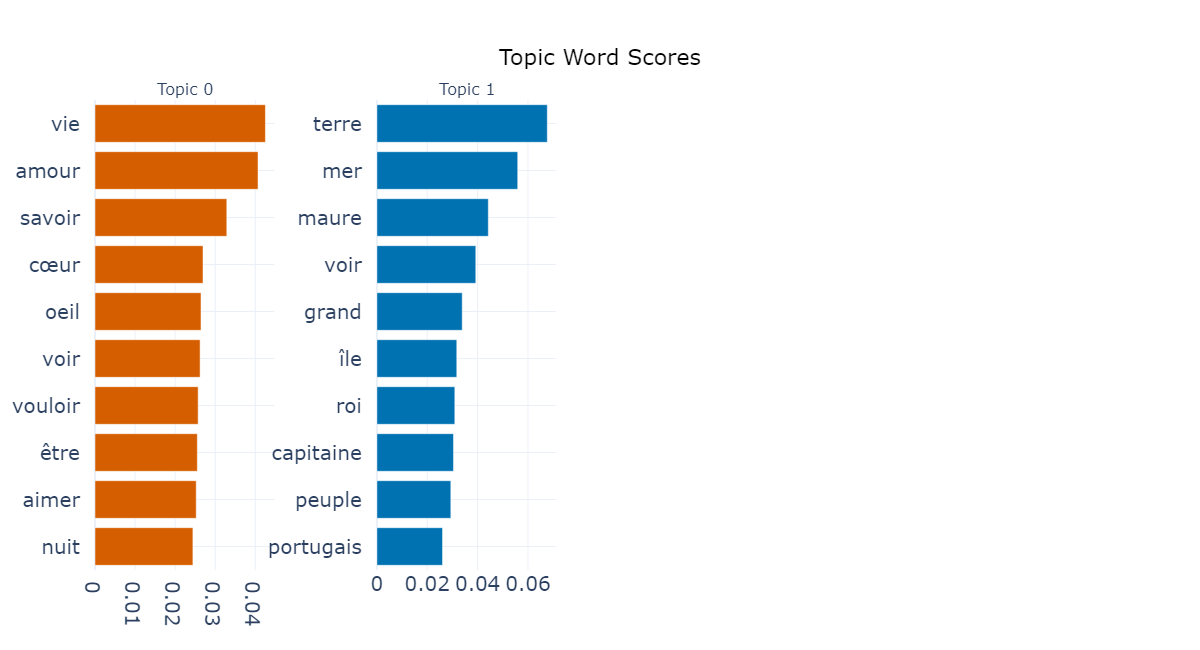 Topic Word Scores
Topic 0
vie
amour
savoir
cœur
oeil
voir
vouloir
être
aimer
nuit
0 0.01 0.02 0.03 0.04
Topic 1
terre
mer
maure
voir
grand
île
roi
capitaine
peuple
portugais
0 0.02 0.04 0.06